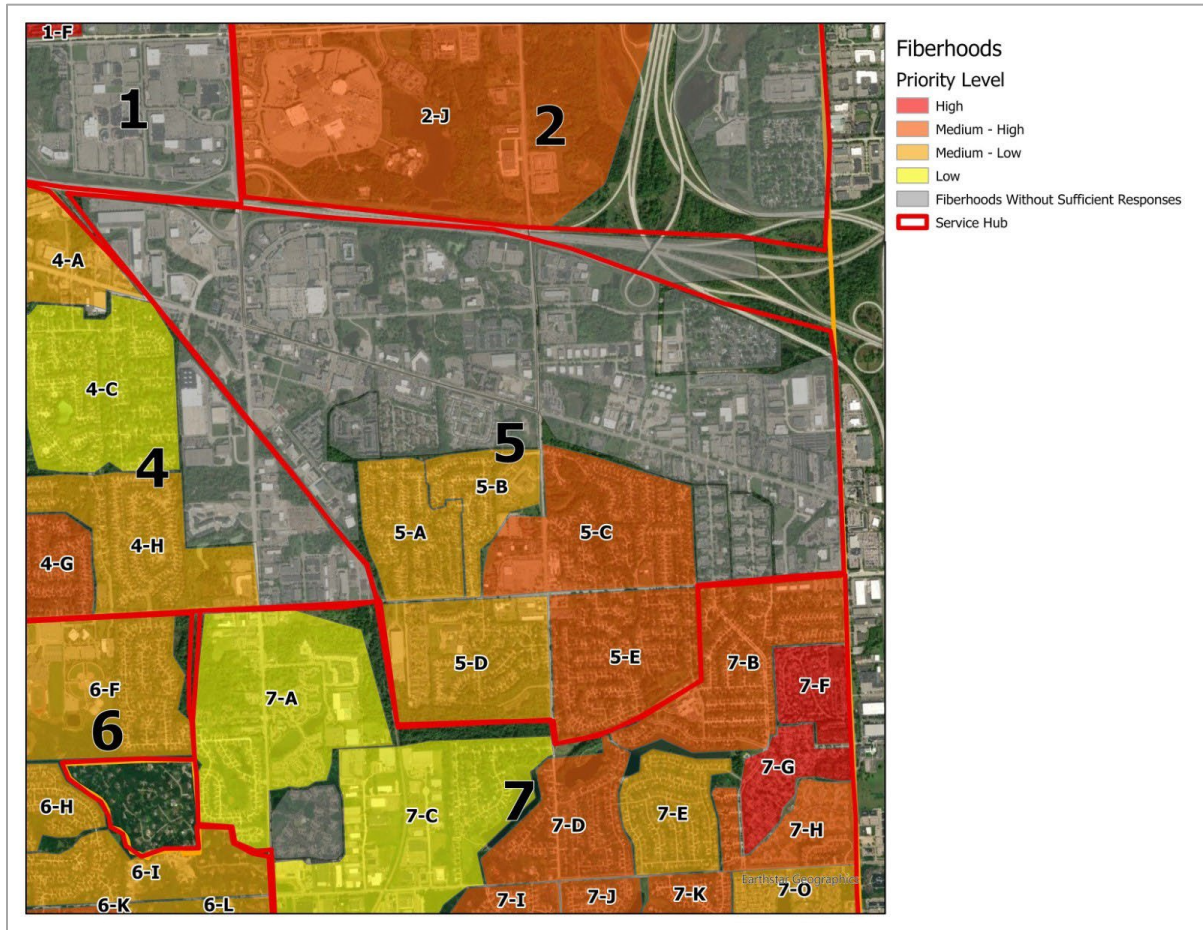 1-F
1
2-J
2
4-A
4-C
4
5
5-B
5-A
5-C
4-H
4-G
5-D
5-E
7-B
7-F
6-F
7-A
6
7-G
6-H
7-C
7
7-D
7-E
7-H
6-I
Earthstar Geographics
6-K
6-L
7-I
7-J
7-K
7-O
Fiberhoods
Priority Level
High
Medium - High
Medium - Low
Low
Fiberhoods Without Sufficient Responses
Service Hub